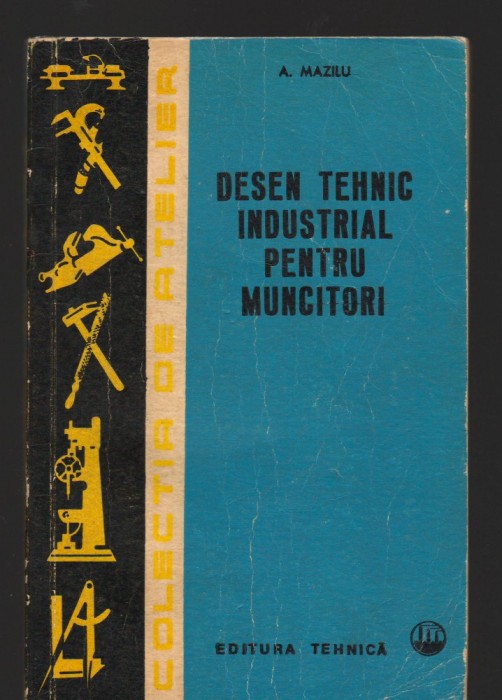 A. MAZILU
DESEN TEHNIC
INDUSTRIAL
PENTRU
MUNCITORI
COLECTIA DE ATELIER
EDITURA TEHNICĂ